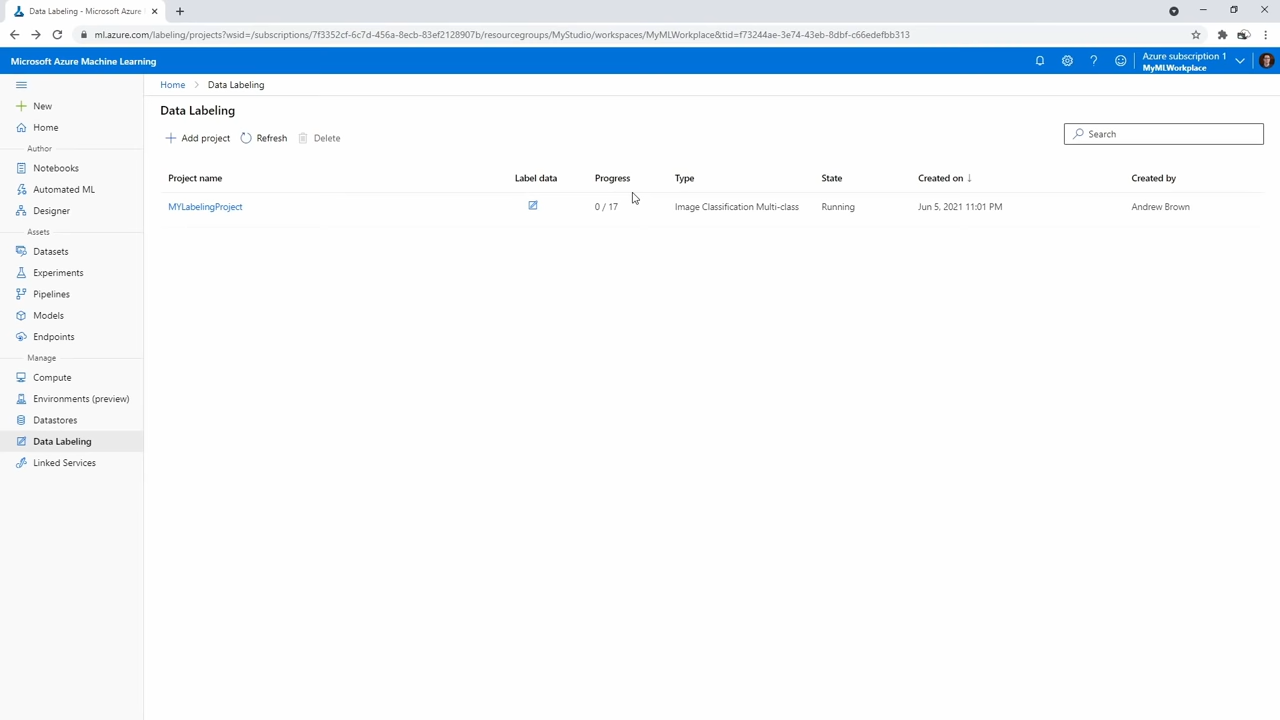 Data Labeling - Microsoft Azure
ml.azure.com/labeling/projects?wsid=/subscriptions/7f3352cf-6c7d-456a-8ecb-83ef2128907b/resourcegroups/MyStudio/workspaces/MyMLWorkplace&tid=f73244ae-3e74-43eb-8dbf-c66edefbb313
Microsoft Azure Machine Learning
Azure subscription 1
MyMLWorkplace
New
Home
Author
Notebooks
Automated ML
Designer
Assets
Datasets
Experiments
Pipelines
Models
Endpoints
Manage
Compute
Environments (preview)
Datastores
Data Labeling
Linked Services
Home > Data Labeling
Data Labeling
Add project Refresh Delete
Search
Project name Label data Progress Type State Created on ↓ Created by
MYLabelingProject 0 / 17 Image Classification Multi-class Running Jun 5, 2021 11:01 PM Andrew Brown